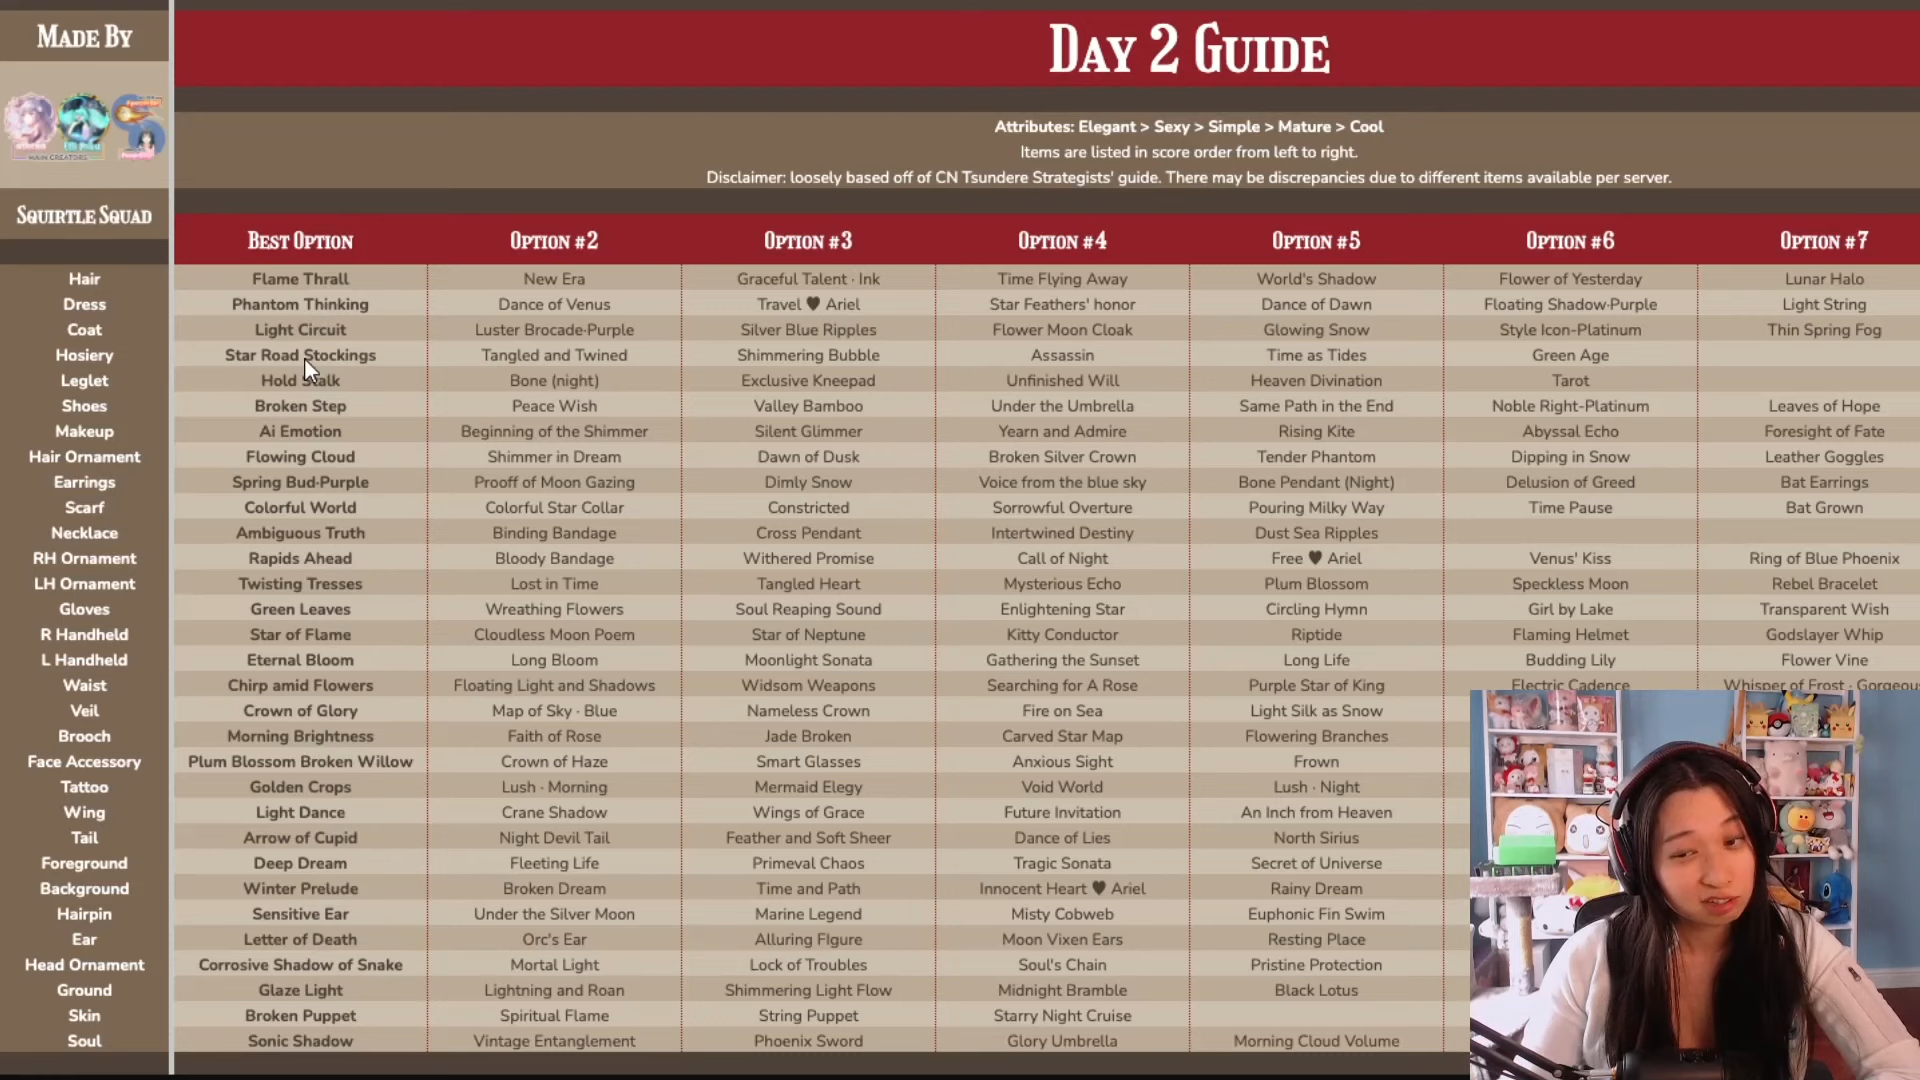 MADE BY
DAY 2 GUIDE
MAIN CREATORS
Attributes: Elegant > Sexy > Simple > Mature > Cool
Items are listed in score order from left to right.
Disclaimer: loosely based off of CN Tsundere Strategists' guide. There may be discrepancies due to different items available per server.
SQUIRTLE SQUAD
BEST OPTION OPTION #2 OPTION #3 OPTION #4 OPTION #5 OPTION #6 OPTION #7
Hair Flame Thrall New Era Graceful Talent · Ink Time Flying Away World's Shadow Flower of Yesterday Lunar Halo
Dress Phantom Thinking Dance of Venus Travel ♥ Ariel Star Feathers' honor Dance of Dawn Floating Shadow·Purple Light String
Coat Light Circuit Luster Brocade·Purple Silver Blue Ripples Flower Moon Cloak Glowing Snow Style Icon-Platinum Thin Spring Fog
Hosiery Star Road Stockings Tangled and Twined Shimmering Bubble Assassin Time as Tides Green Age
Leglet Hold Bone (night) Exclusive Kneepad Unfinished Will Heaven Divination Tarot
Shoes Broken Step Peace Wish Valley Bamboo Under the Umbrella Same Path in the End Noble Right-Platinum Leaves of Hope
Makeup Ai Emotion Beginning of the Shimmer Silent Glimmer Yearn and Admire Rising Kite Abyssal Echo Foresight of Fate
Hair Ornament Flowing Cloud Shimmer in Dream Dawn of Dusk Broken Silver Crown Tender Phantom Dipping in Snow Leather Goggles
Earrings Spring Bud·Purple Prooff of Moon Gazing Dimly Snow Voice from the blue sky Bone Pendant (Night) Delusion of Greed Bat Earrings
Scarf Colorful World Colorful Star Collar Constricted Sorrowful Overture Pouring Milky Way Time Pause Bat Grown
Necklace Ambiguous Truth Binding Bandage Cross Pendant Intertwined Destiny Dust Sea Ripples
RH Ornament Rapids Ahead Bloody Bandage Withered Promise Call of Night Free ♥ Ariel Venus' Kiss Ring of Blue Phoenix
LH Ornament Twisting Tresses Lost in Time Tangled Heart Mysterious Echo Plum Blossom Speckless Moon Rebel Bracelet
Gloves Green Leaves Wreathing Flowers Soul Reaping Sound Enlightening Star Circling Hymn Girl by Lake Transparent Wish
R Handheld Star of Flame Cloudless Moon Poem Star of Neptune Kitty Conductor Riptide Flaming Helmet Godslayer Whip
L Handheld Eternal Bloom Long Bloom Moonlight Sonata Gathering the Sunset Long Life Budding Lily Flower Vine
Waist Chirp amid Flowers Floating Light and Shadows Widsom Weapons Searching for A Rose Purple Star of King Electric Cadence Whisper of Frost · Gorgeou
Veil Crown of Glory Map of Sky · Blue Nameless Crown Fire on Sea Light Silk as Snow
Brooch Morning Brightness Faith of Rose Jade Broken Carved Star Map Flowering Branches
Face Accessory Plum Blossom Broken Willow Crown of Haze Smart Glasses Anxious Sight Frown
Tattoo Golden Crops Lush · Morning Mermaid Elegy Void World Lush · Night
Wing Light Dance Crane Shadow Wings of Grace Future Invitation An Inch from Heaven
Tail Arrow of Cupid Night Devil Tail Feather and Soft Sheer Dance of Lies North Sirius
Foreground Deep Dream Fleeting Life Primeval Chaos Tragic Sonata Secret of Universe
Background Winter Prelude Broken Dream Time and Path Innocent Heart ♥ Ariel Rainy Dream
Hairpin Sensitive Ear Under the Silver Moon Marine Legend Misty Cobweb Euphonic Fin Swim
Ear Letter of Death Orc's Ear Alluring FIgure Moon Vixen Ears Resting Place
Head Ornament Corrosive Shadow of Snake Mortal Light Lock of Troubles Soul's Chain Pristine Protection
Ground Glaze Light Lightning and Roan Shimmering Light Flow Midnight Bramble Black Lotus
Skin Broken Puppet Spiritual Flame String Puppet Starry Night Cruise
Soul Sonic Shadow Vintage Entanglement Phoenix Sword Glory Umbrella Morning Cloud Volume